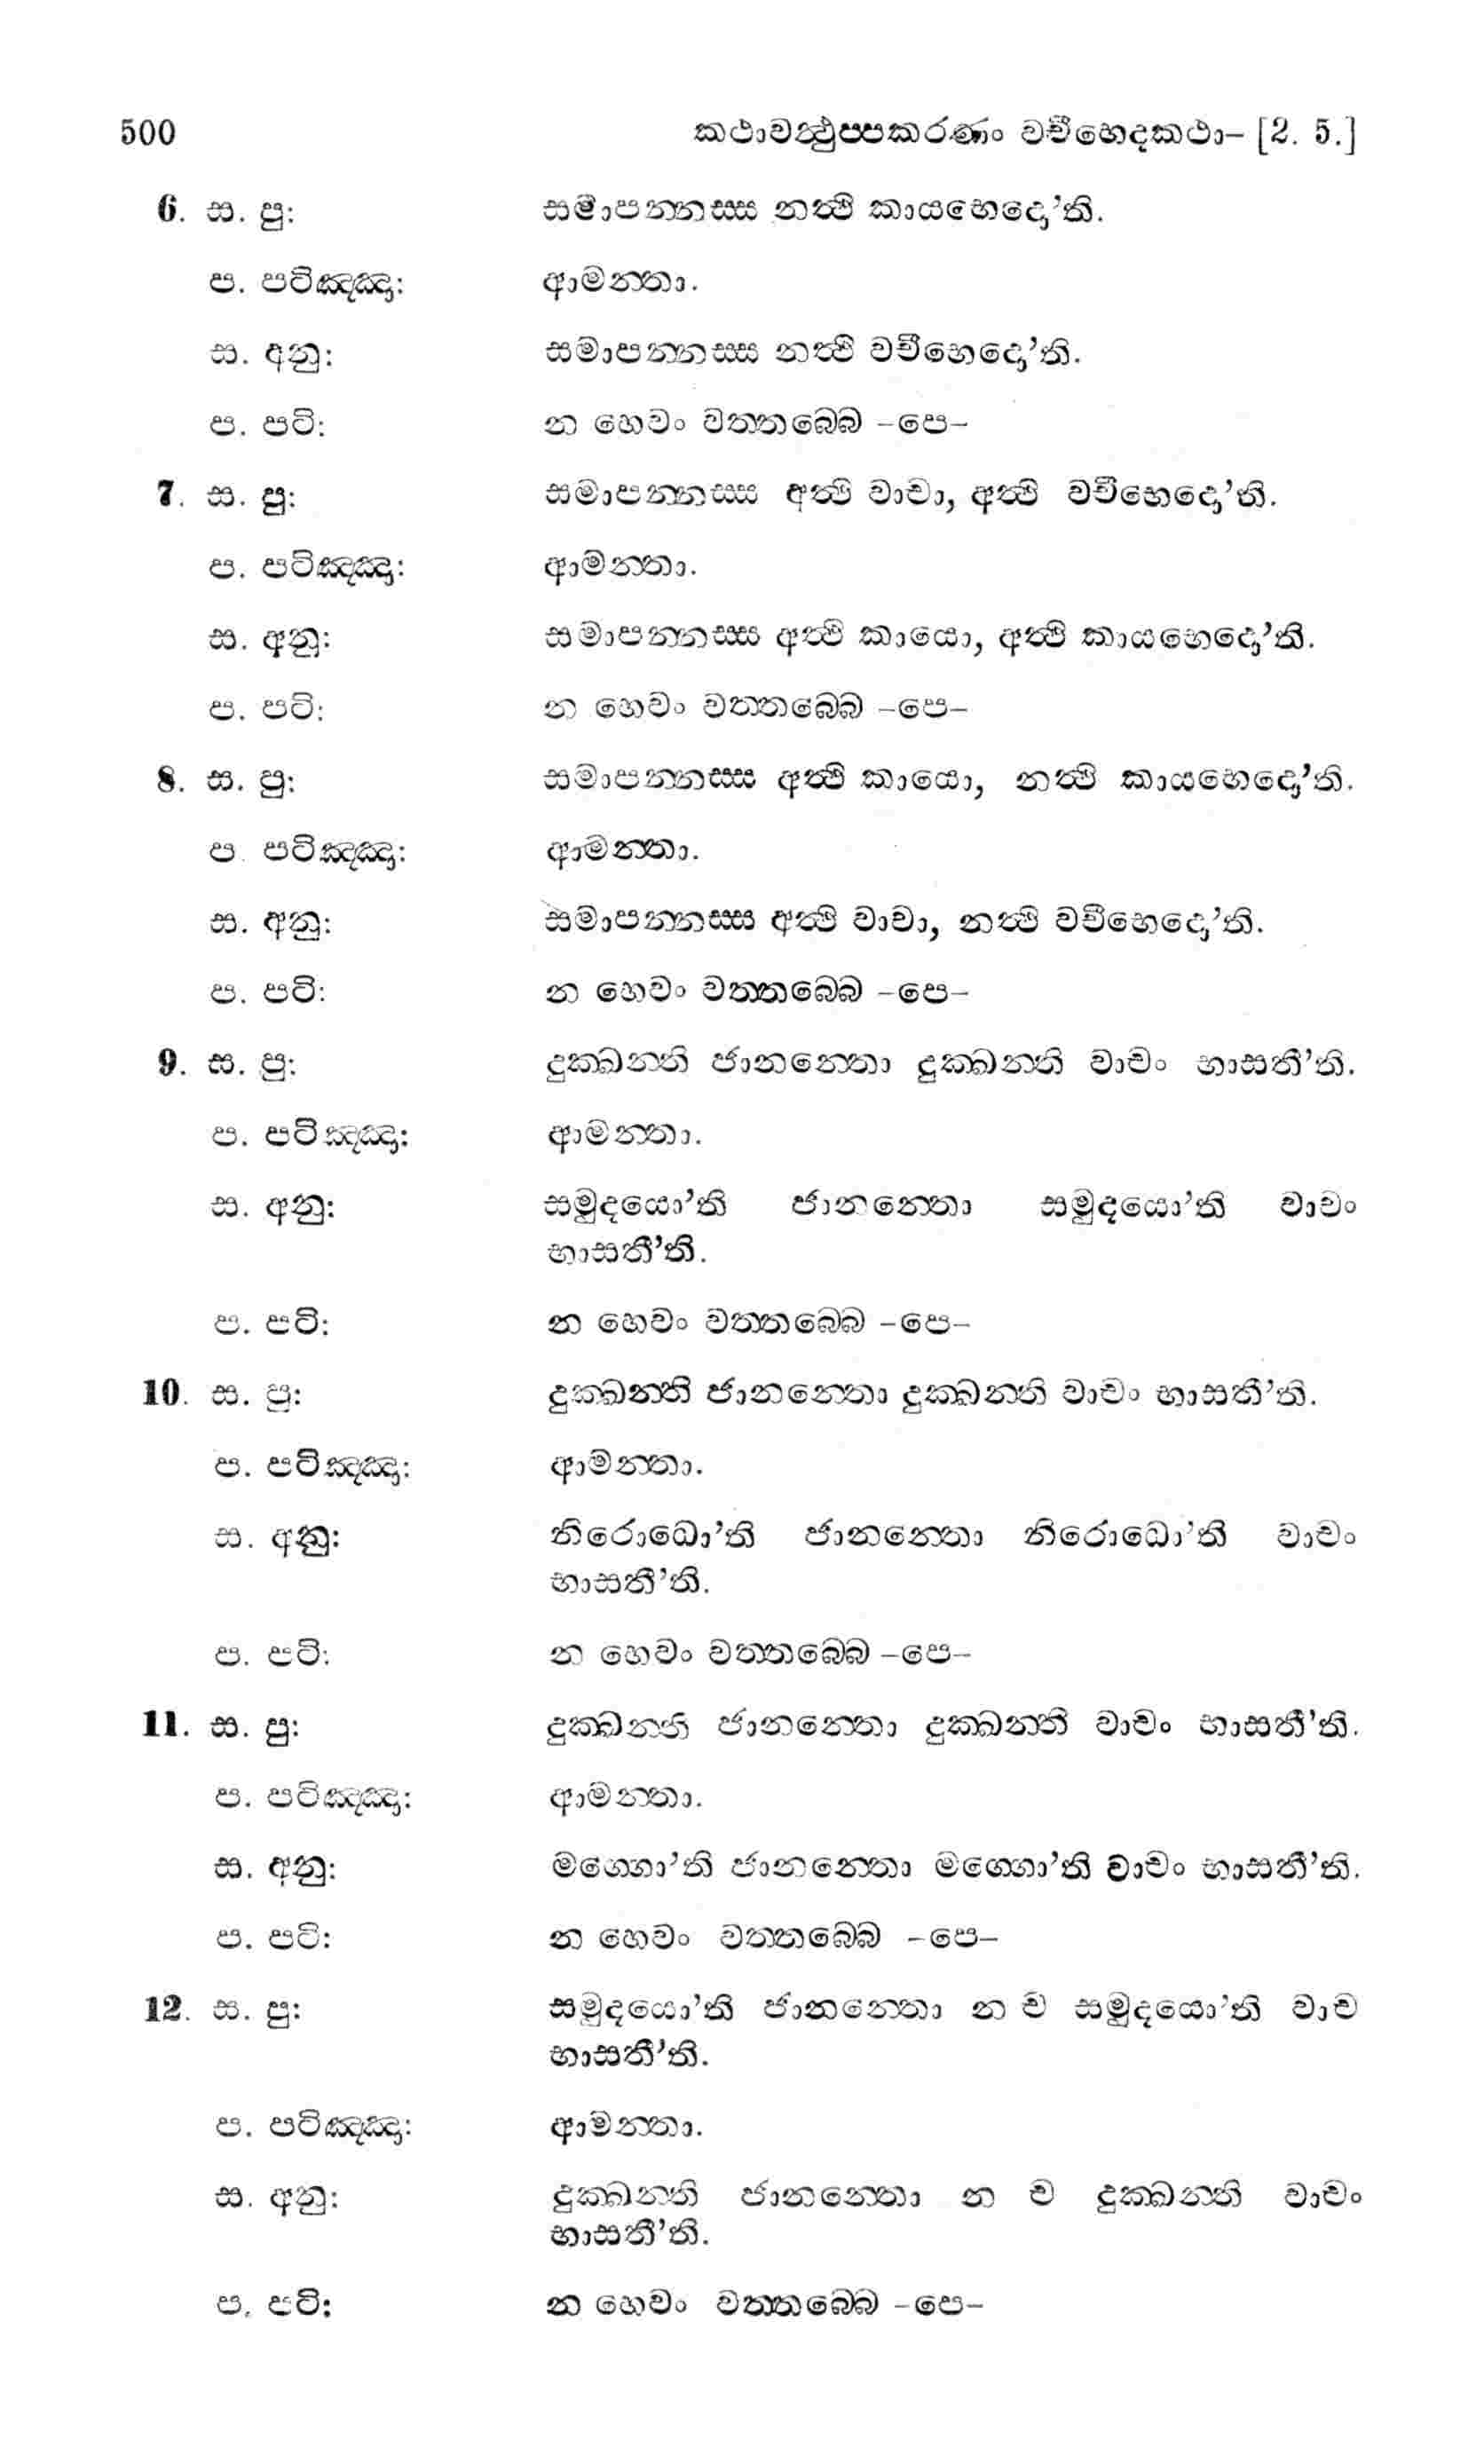 500 කථාවත්‍ථුප්පකරණං වචීභෙදකථා– [2. 5.]
6. ස. පු: සමාපන්නස්ස නත්‍ථි කායභෙදො'ති.
ප. පටිඤ්ඤා: ආමන්තා.
ස. අනු: සමාපන්නස්ස නත්‍ථි වචීභෙදො'ති.
ප. පටි: න හෙවං වත්තබ්බෙ –පෙ–
7. ස. පු: සමාපන්නස්ස අත්‍ථි වාචා, අත්‍ථි වචීභෙදො'ති.
ප. පටිඤ්ඤා: ආමන්තා.
ස. අනු: සමාපන්නස්ස අත්‍ථි කායො, අත්‍ථි කායභෙදො'ති.
ප. පටි: න හෙවං වත්තබ්බෙ –පෙ–
8. ස. පු: සමාපන්නස්ස අත්‍ථි කායො, නත්‍ථි කායභෙදො'ති.
ප. පටිඤ්ඤා: ආමන්තා.
ස. අනු: සමාපන්නස්ස අත්‍ථි වාචා, නත්‍ථි වචීභෙදො'ති.
ප. පටි: න හෙවං වත්තබ්බෙ –පෙ–
9. ස. පු: දුක්ඛන්ති ජානන්තො දුක්ඛන්ති වාචං භාසතී'ති.
ප. පටිඤ්ඤා: ආමන්තා.
ස. අනු: සමුදයො'ති ජානන්තො සමුදයො'ති වාචං
භාසතී'ති.
ප. පටි: න හෙවං වත්තබ්බෙ –පෙ–
10. ස. පු: දුක්ඛන්ති ජානන්තො දුක්ඛන්ති වාචං භාසතී'ති.
ප. පටිඤ්ඤා: ආමන්තා.
ස. අනු: නිරොධො'ති ජානන්තො නිරොධො'ති වාචං
භාසතී'ති.
ප. පටි: න හෙවං වත්තබ්බෙ –පෙ–
11. ස. පු: දුක්ඛන්ති ජානන්තො දුක්ඛන්ති වාචං භාසතී'ති.
ප. පටිඤ්ඤා: ආමන්තා.
ස. අනු: මග්ගො'ති ජානන්තො මග්ගො'ති වාචං භාසතී'ති.
ප. පටි: න හෙවං වත්තබ්බෙ –පෙ–
12. ස. පු: සමුදයො'ති ජානන්තො න ච සමුදයො'ති වාච
භාසතී'ති.
ප. පටිඤ්ඤා: ආමන්තා.
ස. අනු: දුක්ඛන්ති ජානන්තො න ච දුක්ඛන්ති වාචං
භාසතී'ති.
ප. පටි: න හෙවං වත්තබ්බෙ –පෙ–